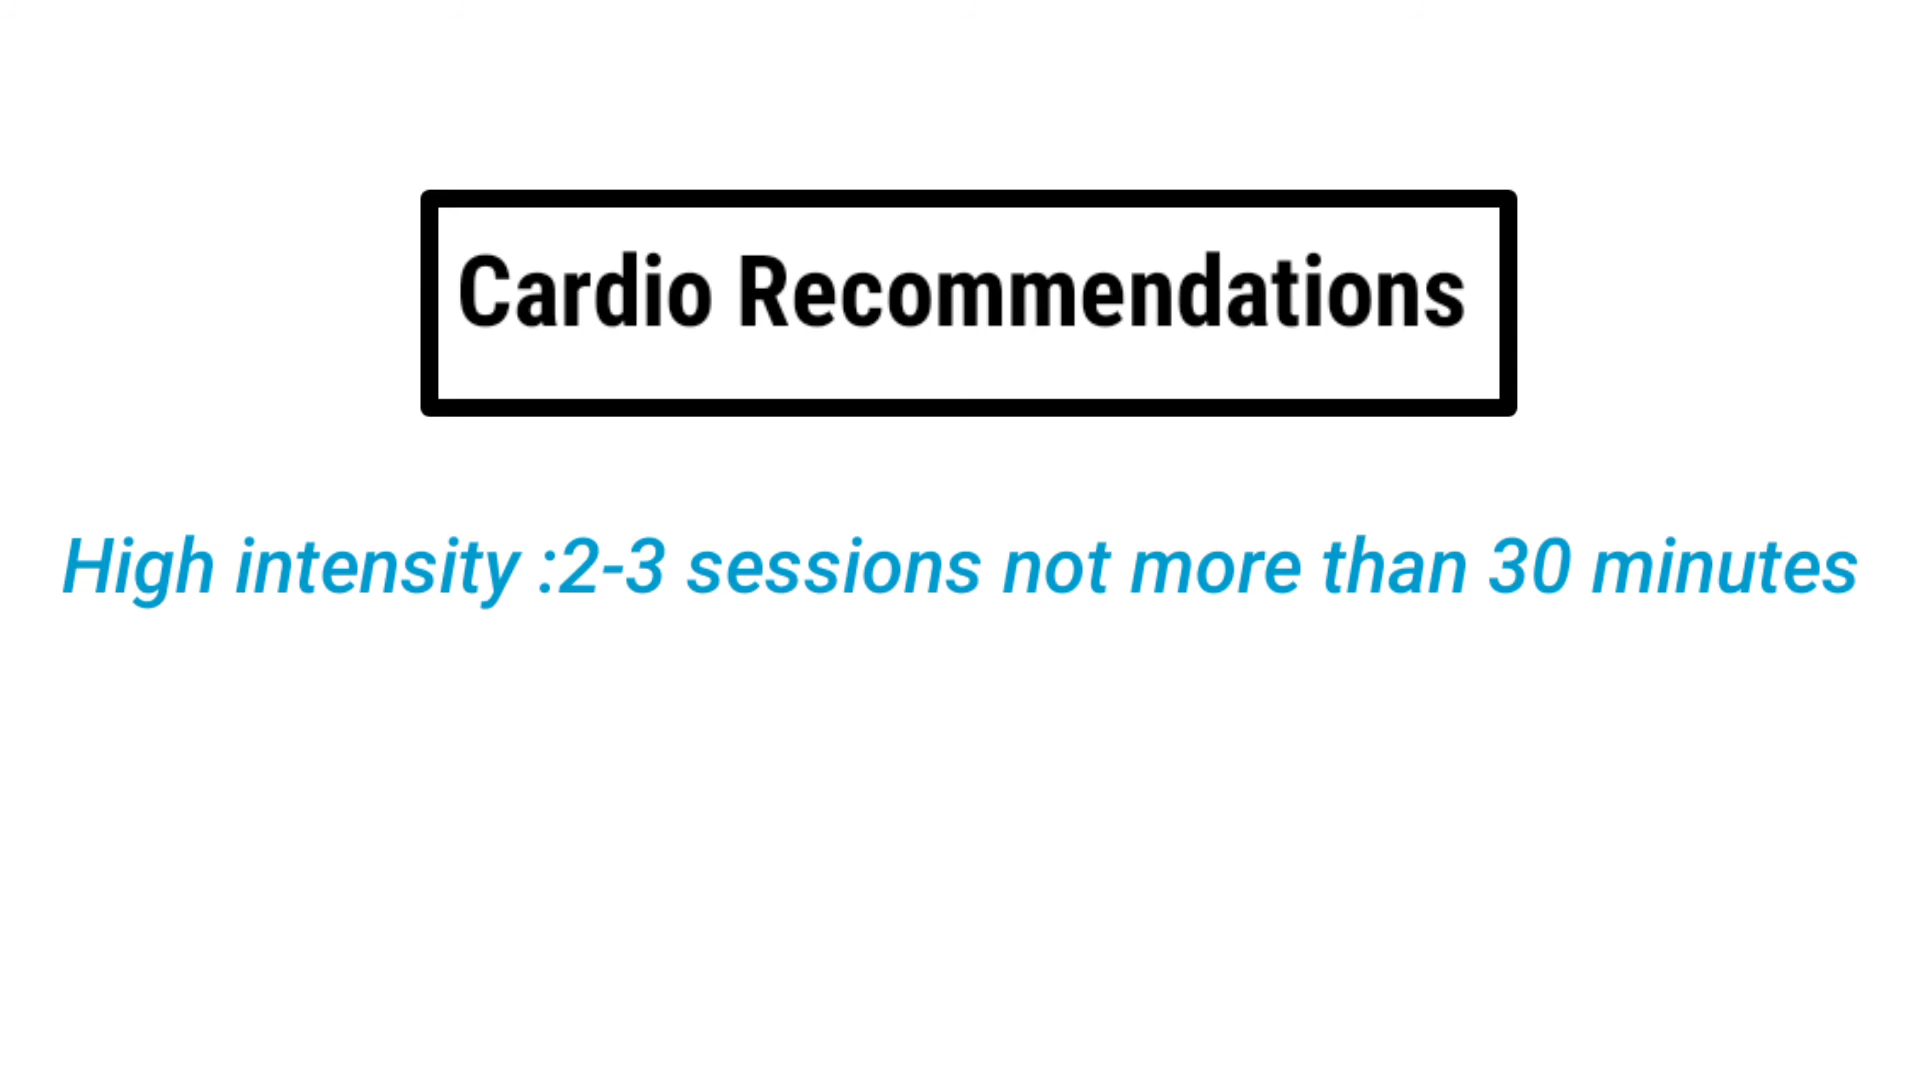 Cardio Recommendations
High intensity :2-3 sessions not more than 30 minutes